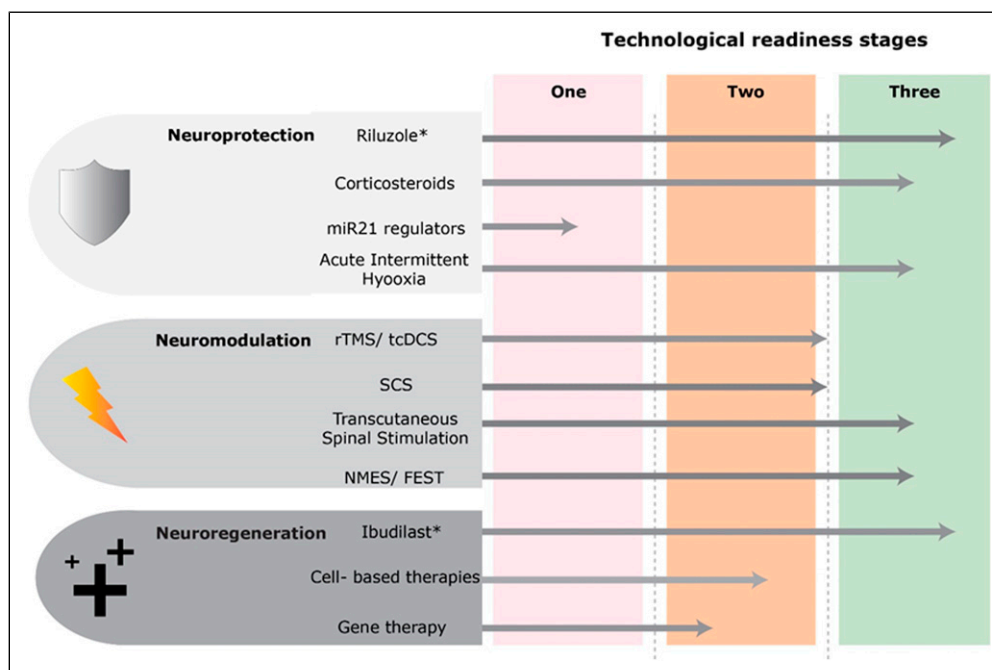 Technological readiness stages
One Two Three
Neuroprotection Riluzole*
Corticosteroids
miR21 regulators
Acute Intermittent
Hyooxia
Neuromodulation rTMS/ tcDCS
SCS
Transcutaneous
Spinal Stimulation
NMES/ FEST
Neuroregeneration Ibudilast*
Cell- based therapies
Gene therapy